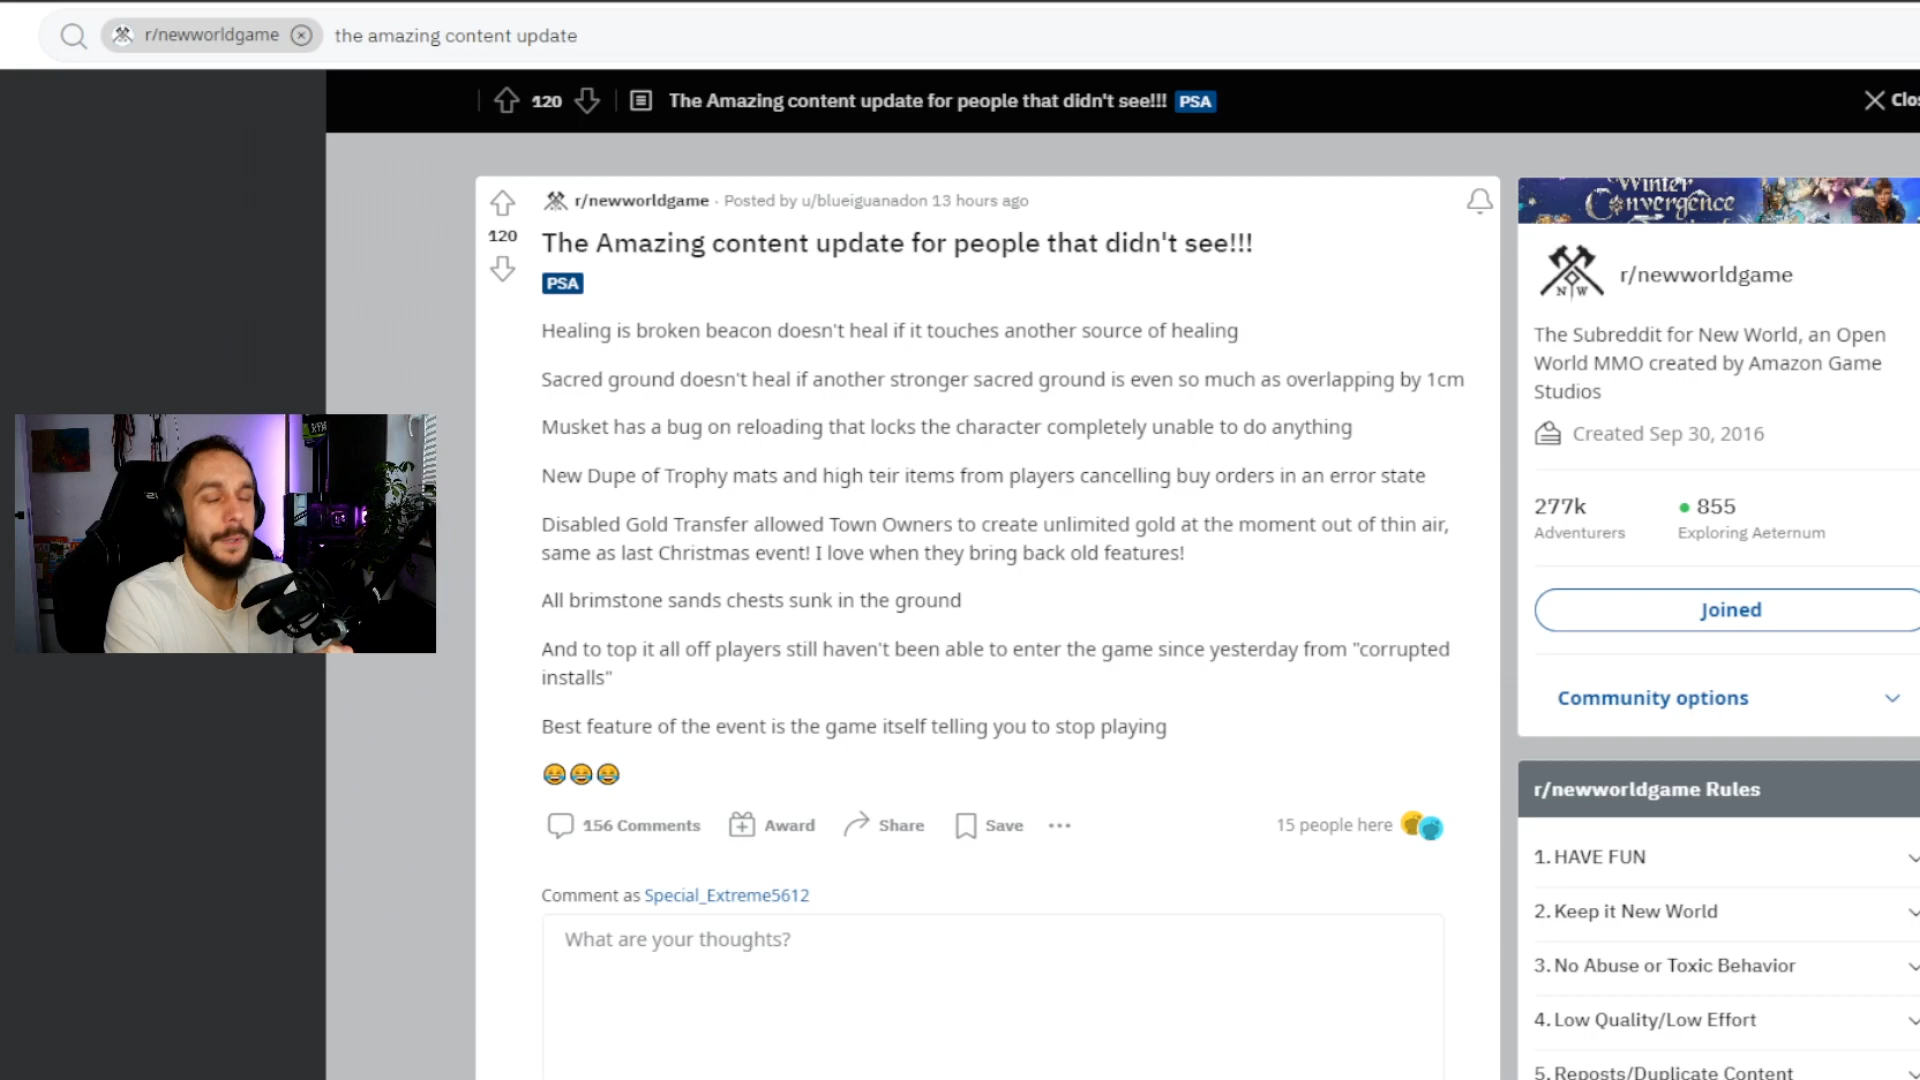 r/newworldgame the amazing content update
120 The Amazing content update for people that didn't see!!! PSA Clos
r/newworldgame · Posted by u/blueiguanadon 13 hours ago
120
The Amazing content update for people that didn't see!!!
PSA
Healing is broken beacon doesn't heal if it touches another source of healing
Sacred ground doesn't heal if another stronger sacred ground is even so much as overlapping by 1cm
Musket has a bug on reloading that locks the character completely unable to do anything
New Dupe of Trophy mats and high teir items from players cancelling buy orders in an error state
Disabled Gold Transfer allowed Town Owners to create unlimited gold at the moment out of thin air,
same as last Christmas event! I love when they bring back old features!
All brimstone sands chests sunk in the ground
And to top it all off players still haven't been able to enter the game since yesterday from "corrupted
installs"
Best feature of the event is the game itself telling you to stop playing
😂😂😂
156 Comments Award Share Save ··· 15 people here
Comment as Special_Extreme5612
What are your thoughts?
Winter
Convergence
N W
r/newworldgame
The Subreddit for New World, an Open
World MMO created by Amazon Game
Studios
Created Sep 30, 2016
277k 855
Adventurers Exploring Aeternum
Joined
Community options
r/newworldgame Rules
1. HAVE FUN
2. Keep it New World
3. No Abuse or Toxic Behavior
4. Low Quality/Low Effort
5. Reposts/Duplicate Content